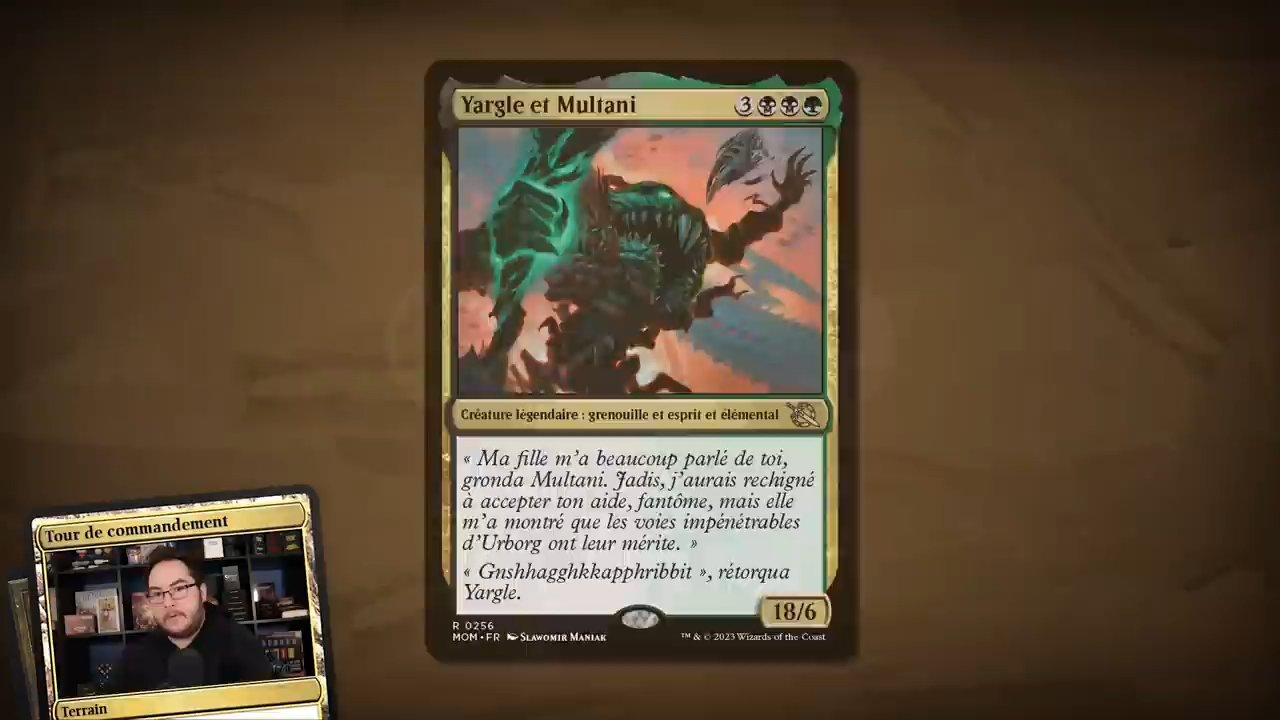 Yargle et Multani
3
Créature légendaire : grenouille et esprit et élémental
« Ma fille m'a beaucoup parlé de toi,
gronda Multani. Jadis, j'aurais rechigné
à accepter ton aide, fantôme, mais elle
m'a montré que les voies impénétrables
d'Urborg ont leur mérite. »
« Gnshhagghkkapphribbit », rétorqua
Yargle.
18/6
R 0256
MOM • FR Slawomir Maniak
™ & © 2023 Wizards of the Coast
Tour de commandement
Terrain